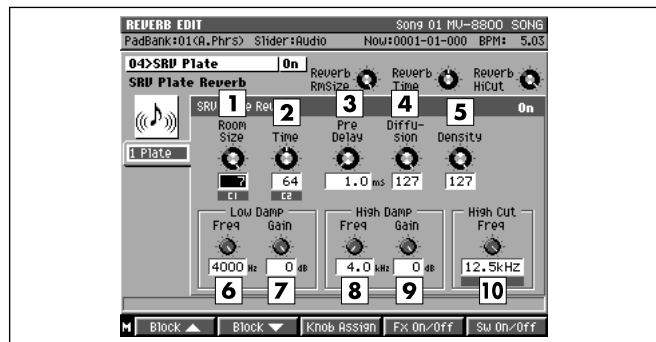 REVERB EDIT Song 01 MV-8800 SONG
PadBank:01(A.Phrs) Slider:Audio Now:0001-01-000 BPM: 5.03
04>SRV Plate On
SRV Plate Reverb
Reverb RmSize
Reverb Time
Reverb HiCut
On
1 Plate
1 2 3 4 5
Room Size
Time
Pre Delay
Diffu-sion
Density
7 64 1.0 ms 127 127
C1 C2
Low Damp High Damp High Cut
Freq Gain Freq Gain Freq
4000 Hz 0 dB 4.0 kHz 0 dB 12.5kHz
6 7 8 9 10
M Block ▲ Block ▼ Knob Assign Fx On/Off Sw On/Off